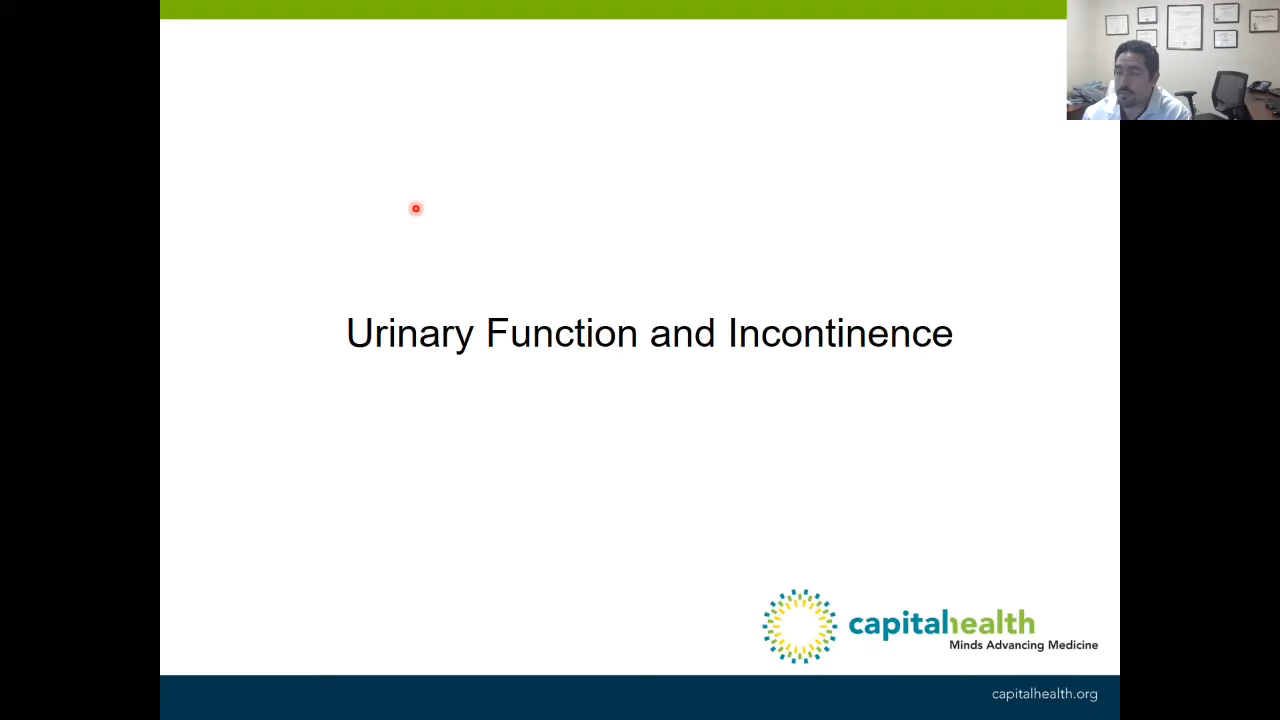 Urinary Function and Incontinence
capitalhealth
Minds Advancing Medicine
capitalhealth.org